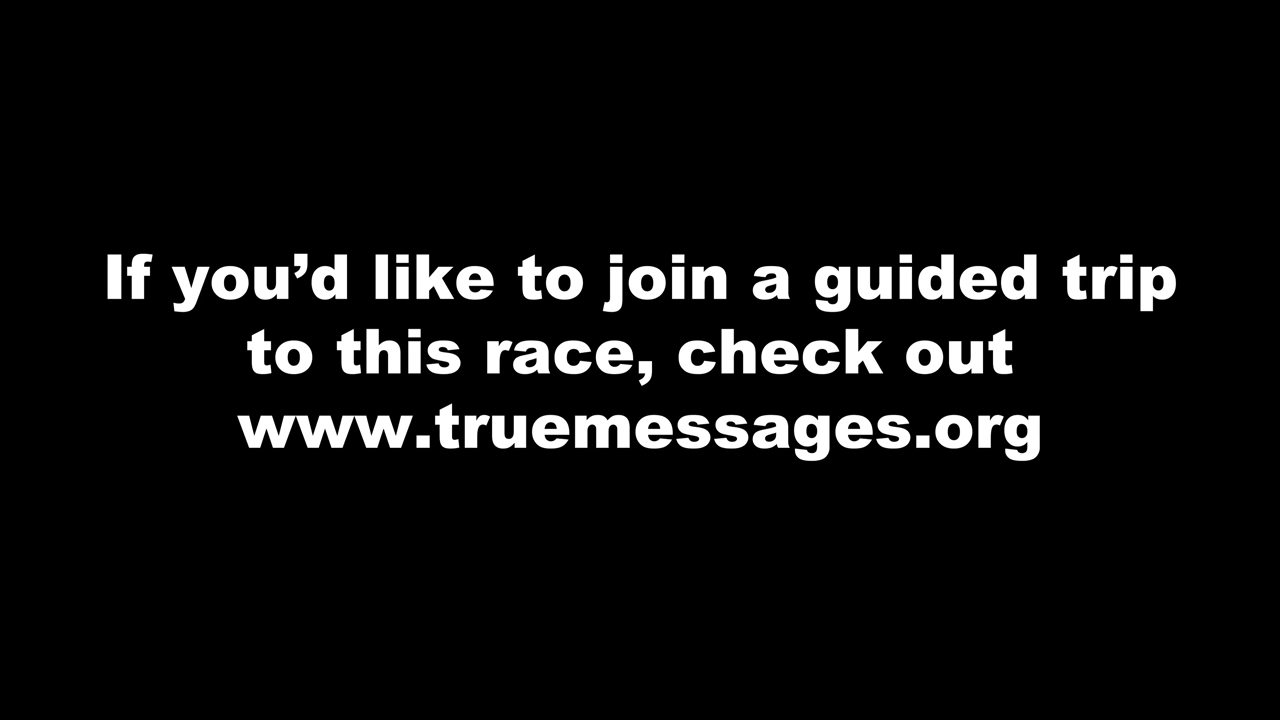 If you’d like to join a guided trip
to this race, check out
www.truemessages.org